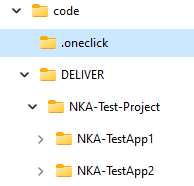 code
.oneclick
DELIVER
NKA-Test-Project
NKA-TestApp1
NKA-TestApp2